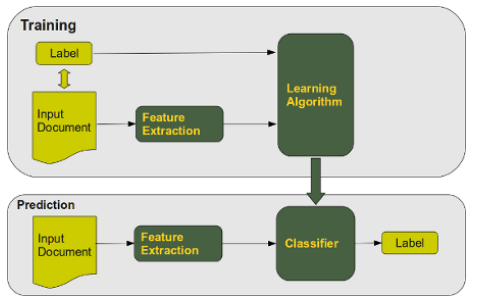 Training
Label
Input
Document
Feature
Extraction
Learning
Algorithm
Prediction
Input
Document
Feature
Extraction
Classifier
Label